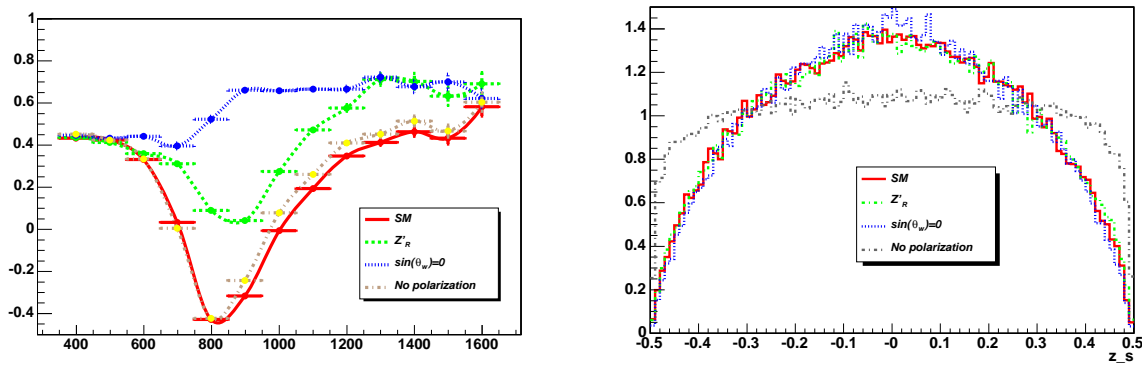 1
0.8
0.6
0.4
0.2
0
-0.2
-0.4
400 600 800 1000 1200 1400 1600
SM
Z'R
sin(θw)=0
No polarization
1.4
1.2
1
0.8
0.6
0.4
0.2
0
-0.5 -0.4 -0.3 -0.2 -0.1 -0 0.1 0.2 0.3 0.4 0.5
z_s
SM
Z'R
sin(θw)=0
No polarization